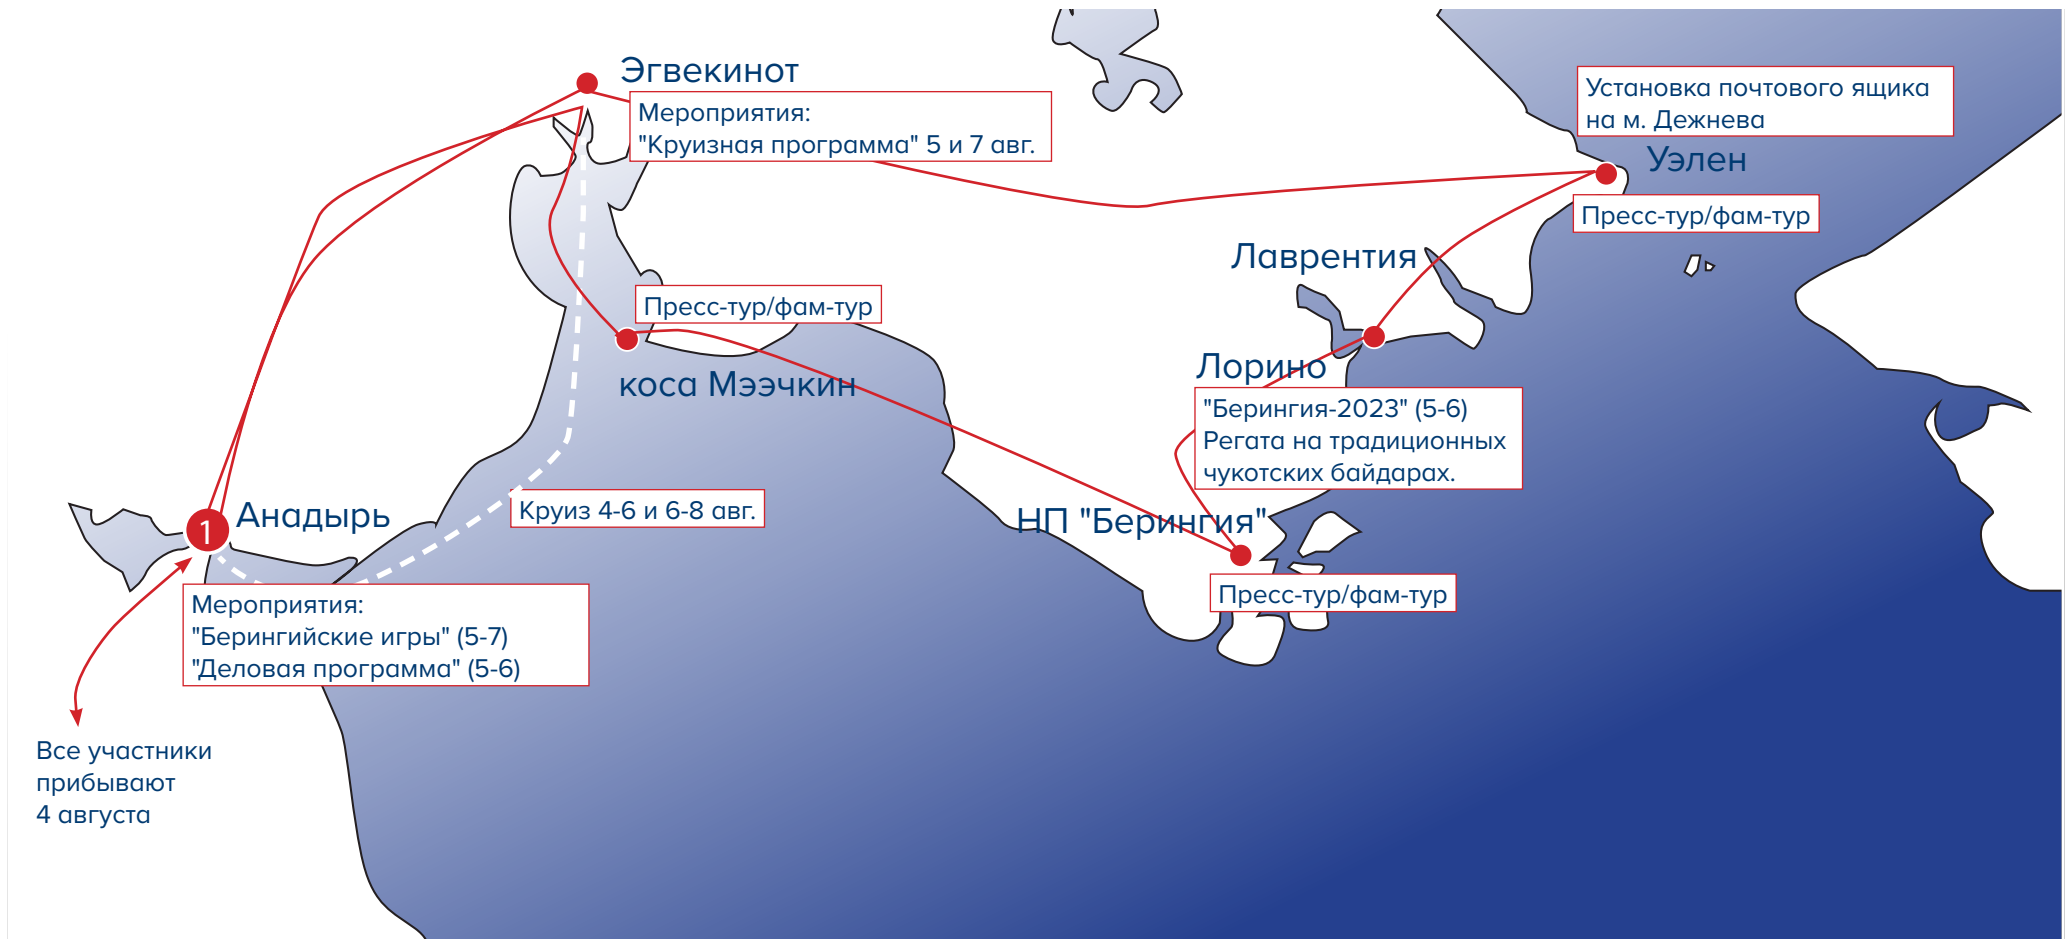 Эгвекинот
Мероприятия:
"Круизная программа" 5 и 7 авг.
Установка почтового ящика
на м. Дежнева
Уэлен
Пресс-тур/фам-тур
Лаврентия
Пресс-тур/фам-тур
коса Мээчкин
Лорино
"Берингия-2023" (5-6)
Регата на традиционных
чукотских байдарах.
Круиз 4-6 и 6-8 авг.
1
Анадырь
НП "Берингия"
Пресс-тур/фам-тур
Мероприятия:
"Берингийские игры" (5-7)
"Деловая программа" (5-6)
Все участники
прибывают
4 августа